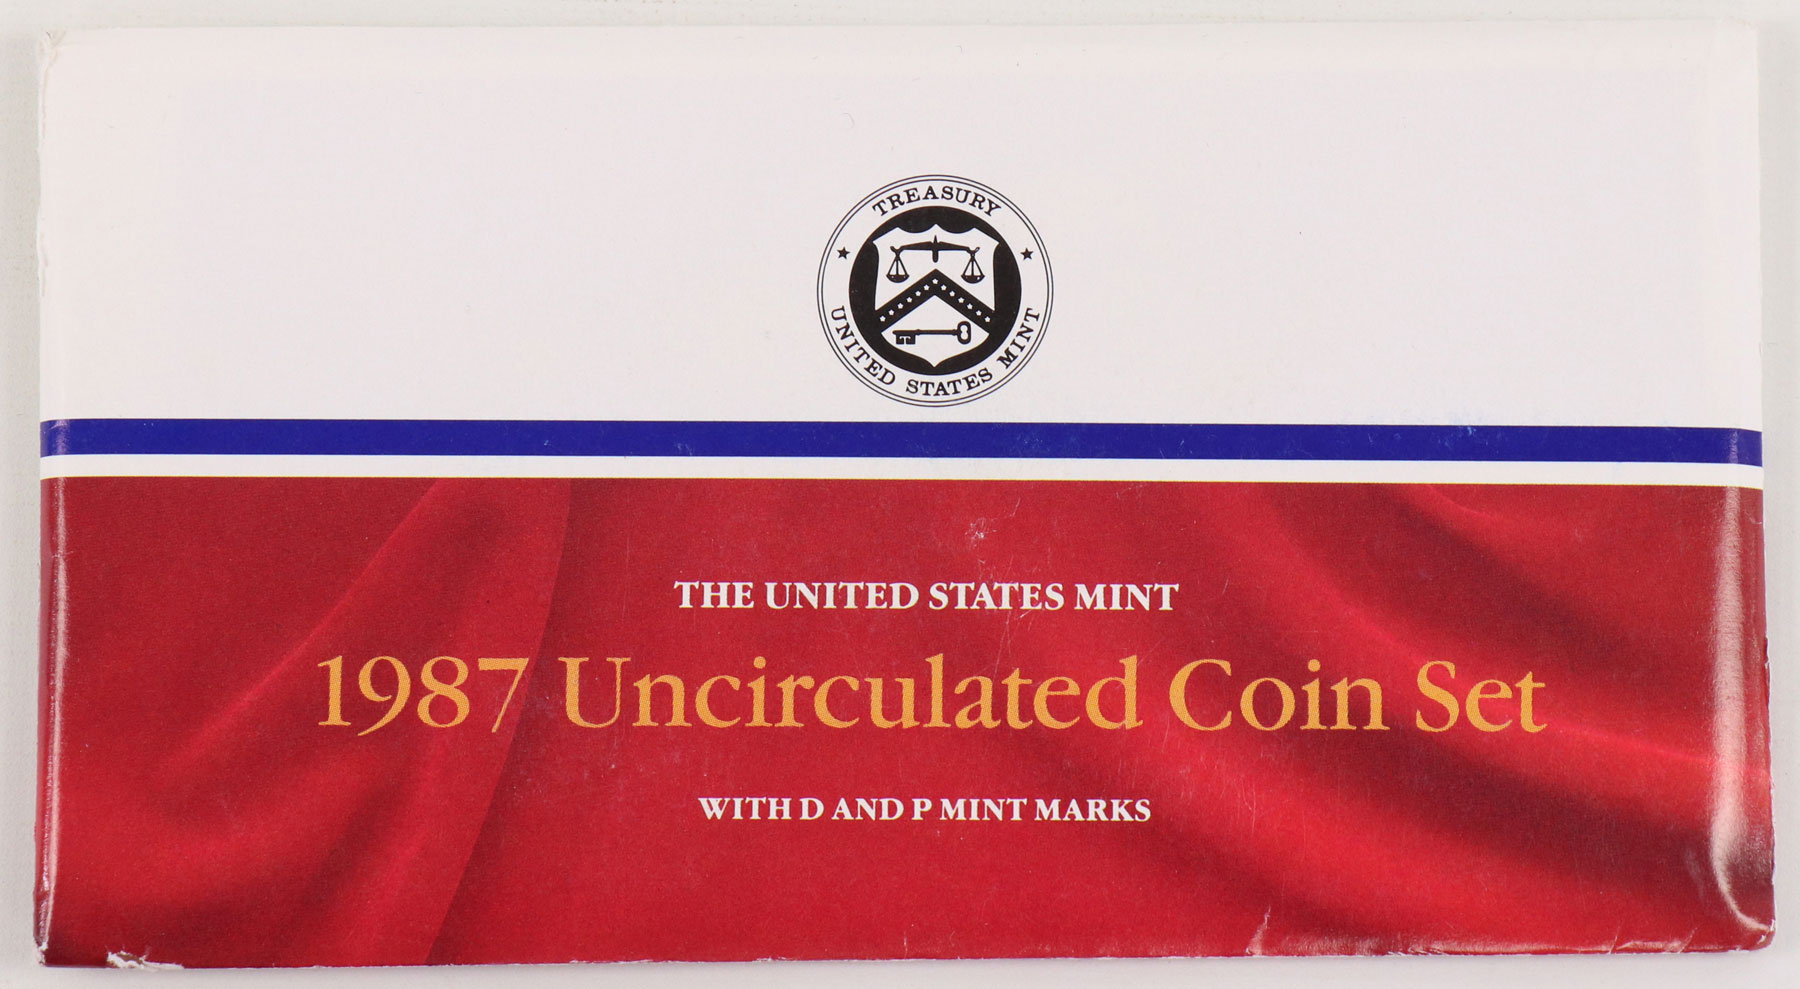 TREASURY
UNITED STATES MINT
THE UNITED STATES MINT
1987 Uncirculated Coin Set
WITH D AND P MINT MARKS